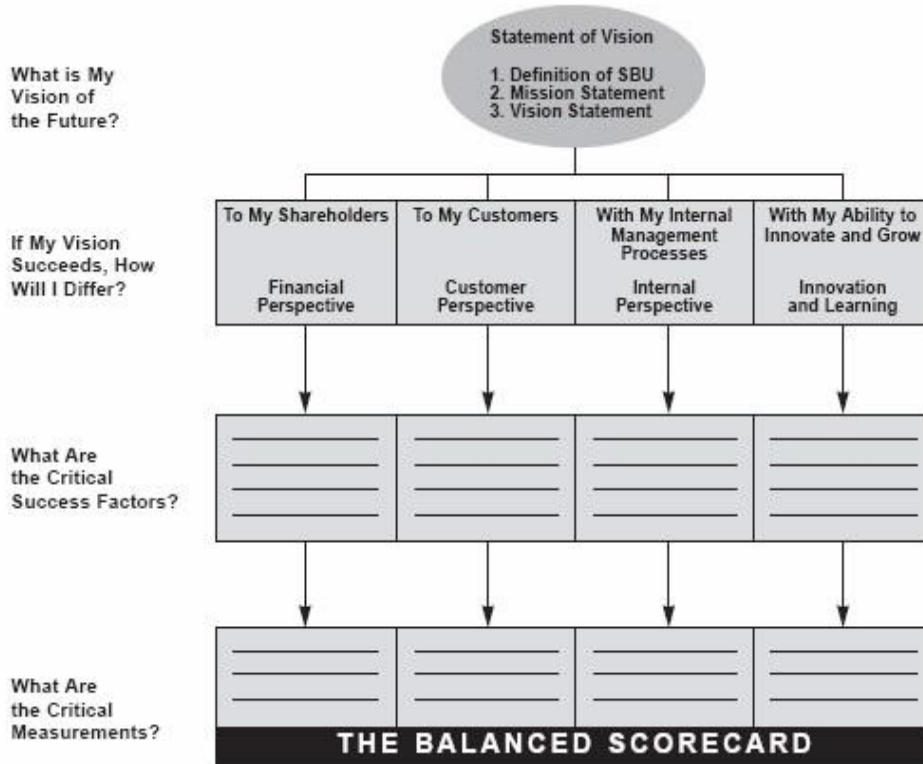 Statement of Vision
1. Definition of SBU
2. Mission Statement
3. Vision Statement
What is My
Vision of
the Future?
If My Vision
Succeeds, How
Will I Differ?
To My Shareholders
Financial
Perspective
To My Customers
Customer
Perspective
With My Internal
Management
Processes
Internal
Perspective
With My Ability to
Innovate and Grow
Innovation
and Learning
What Are
the Critical
Success Factors?
What Are
the Critical
Measurements?
THE BALANCED SCORECARD